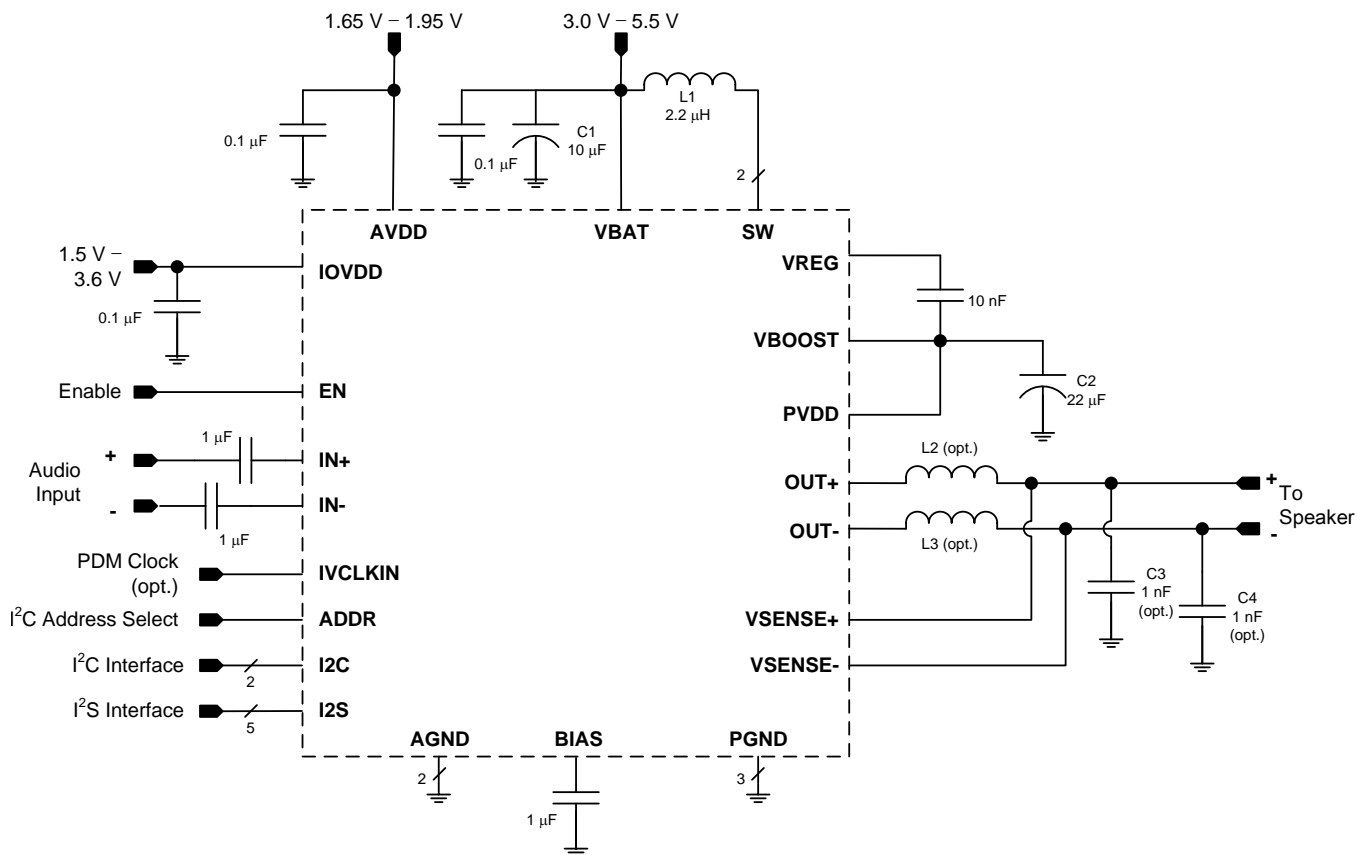 1.65 V – 1.95 V
3.0 V – 5.5 V
L1
2.2 μH
0.1 μF
0.1 μF
C1
10 μF
2
AVDD
VBAT
SW
1.5 V –
3.6 V
IOVDD
0.1 μF
VREG
10 nF
VBOOST
C2
22 μF
PVDD
Enable
EN
1 μF
+
Audio
Input
-
IN+
IN-
1 μF
L2 (opt.)
OUT+
OUT-
L3 (opt.)
+
To
Speaker
-
PDM Clock
(opt.)
IVCLKIN
C3
1 nF
(opt.)
C4
1 nF
(opt.)
I²C Address Select
ADDR
VSENSE+
I²C Interface
2
I2C
VSENSE-
I²S Interface
5
I2S
AGND
BIAS
PGND
2
3
1 μF